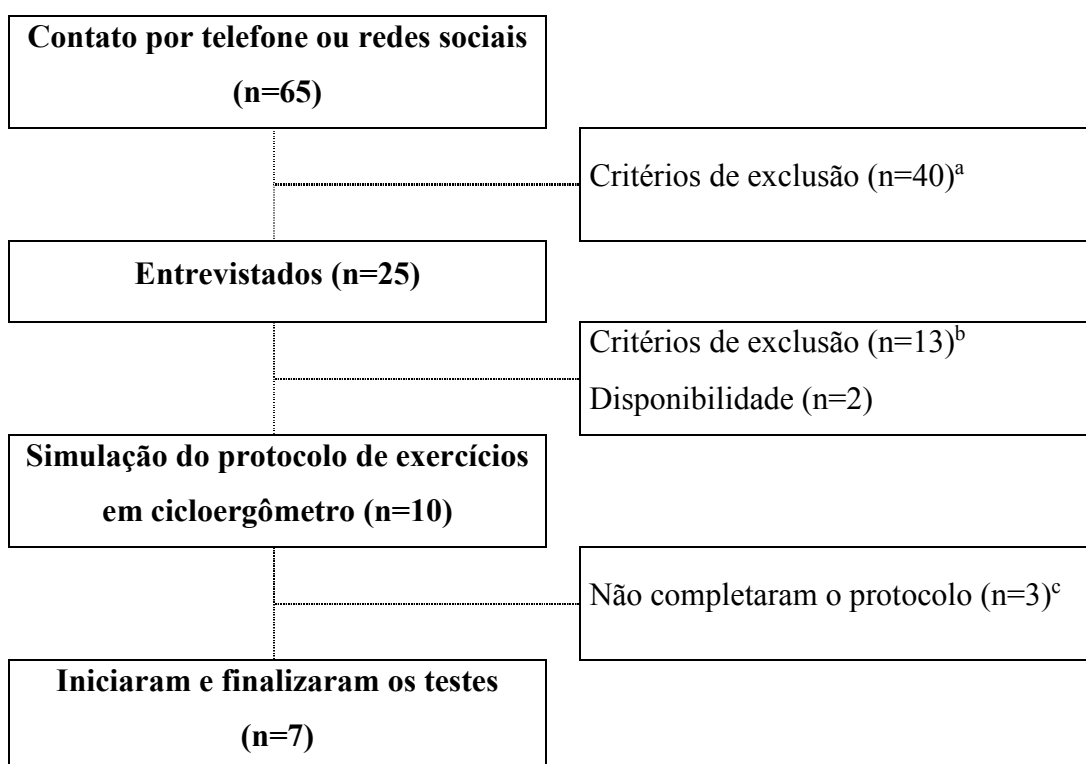 Contato por telefone ou redes sociais
(n=65)
Critérios de exclusão (n=40)ᵃ
Entrevistados (n=25)
Critérios de exclusão (n=13)ᵇ
Disponibilidade (n=2)
Simulação do protocolo de exercícios
em cicloergômetro (n=10)
Não completaram o protocolo (n=3)ᶜ
Iniciaram e finalizaram os testes
(n=7)